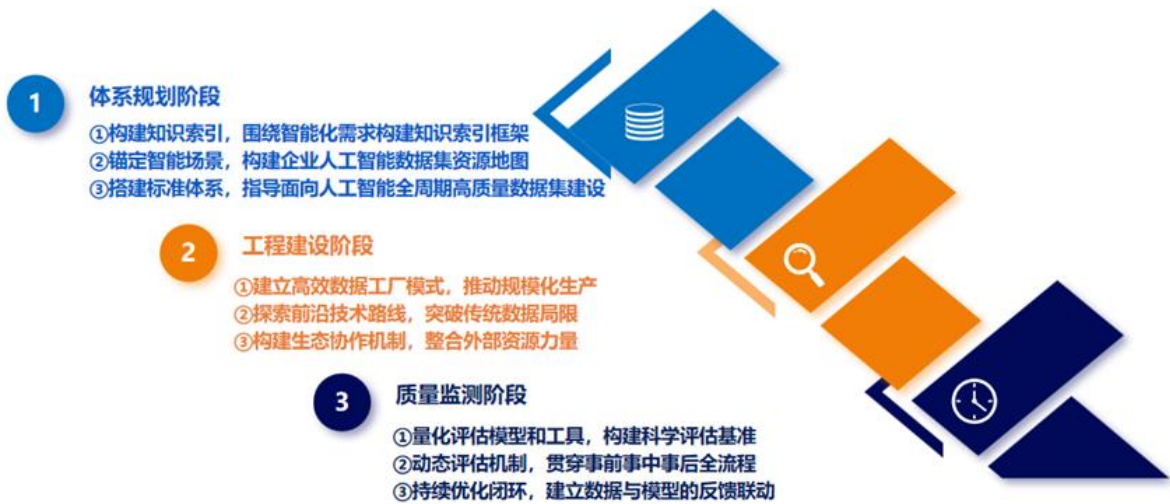 1
体系规划阶段
①构建知识索引，围绕智能化需求构建知识索引框架
②锚定智能场景，构建企业人工智能数据集资源地图
③搭建标准体系，指导面向人工智能全周期高质量数据集建设
2
工程建设阶段
①建立高效数据工厂模式，推动规模化生产
②探索前沿技术路线，突破传统数据局限
③构建生态协作机制，整合外部资源力量
3
质量监测阶段
①量化评估模型和工具，构建科学评估基准
②动态评估机制，贯穿事前事中事后全流程
③持续优化闭环，建立数据与模型的反馈联动